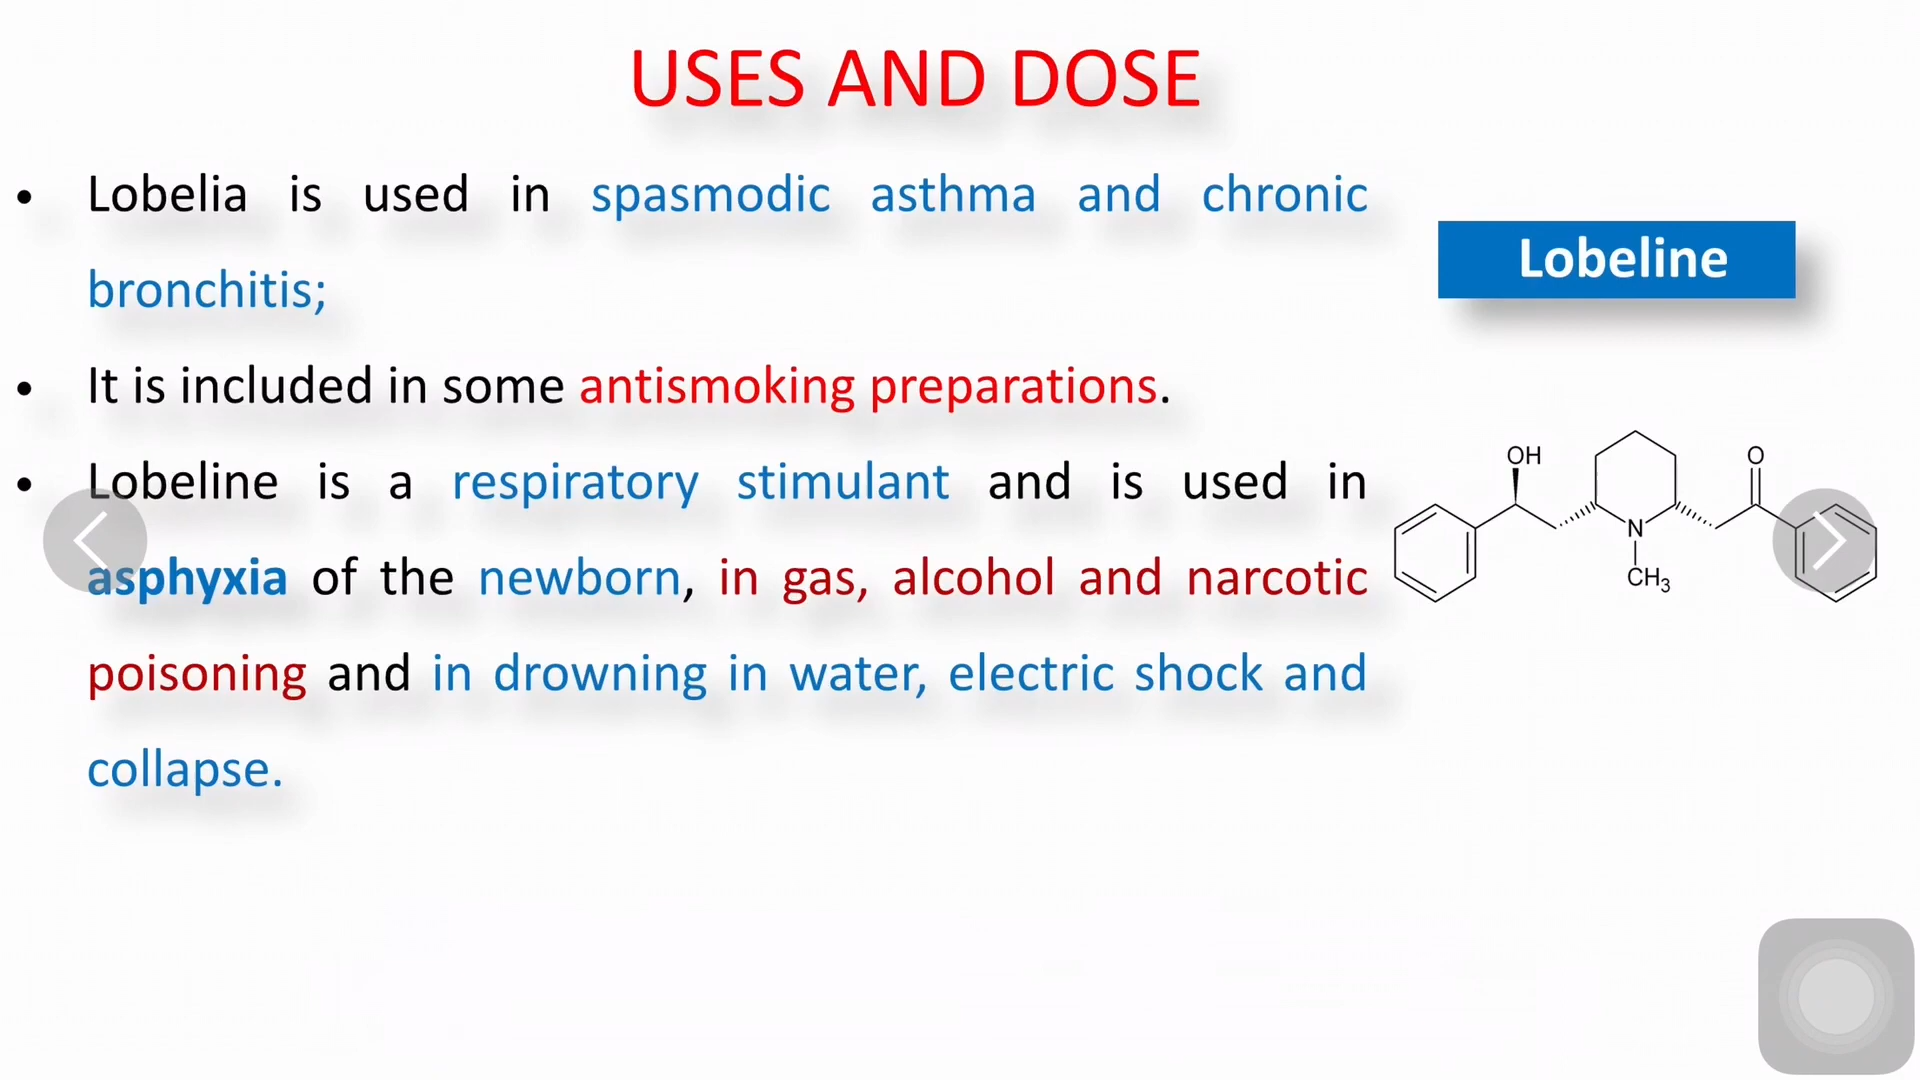 USES AND DOSE
• Lobelia is used in spasmodic asthma and chronic
bronchitis;
• It is included in some antismoking preparations.
• Lobeline is a respiratory stimulant and is used in
asphyxia of the newborn, in gas, alcohol and narcotic
poisoning and in drowning in water, electric shock and
collapse.
Lobeline
OH
O
N
CH₃